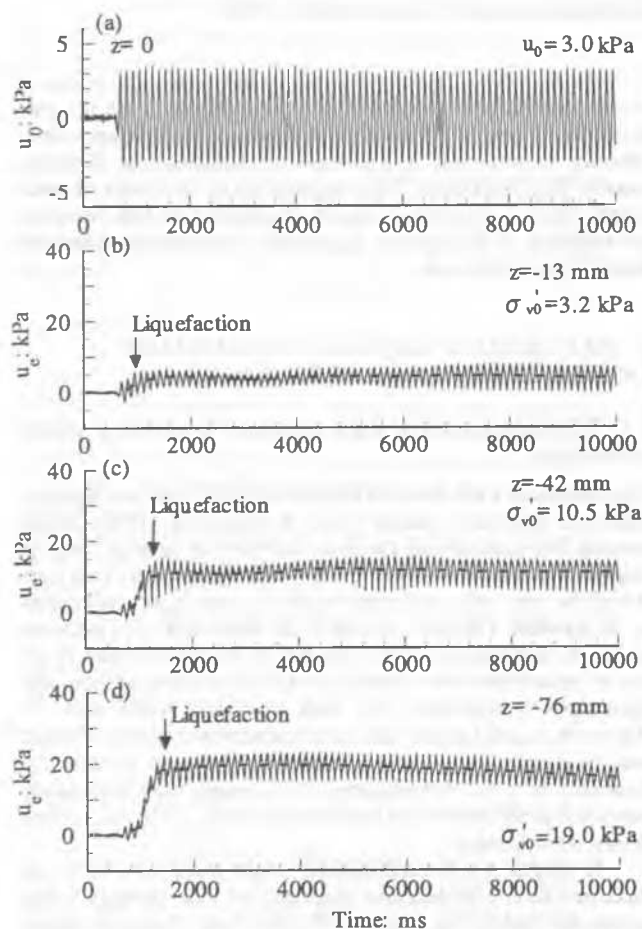 (a)
z= 0
u0=3.0 kPa
u0: kPa
5
0
-5
0 2000 4000 6000 8000 10000
(b)
z=-13 mm
σ'v0=3.2 kPa
Liquefaction
ue: kPa
40
20
0
0 2000 4000 6000 8000 10000
(c)
z=-42 mm
σ'v0= 10.5 kPa
Liquefaction
ue: kPa
40
20
0
0 2000 4000 6000 8000 10000
(d)
z= -76 mm
Liquefaction
ue: kPa
40
20
0
σ'v0=19.0 kPa
0 2000 4000 6000 8000 10000
Time: ms